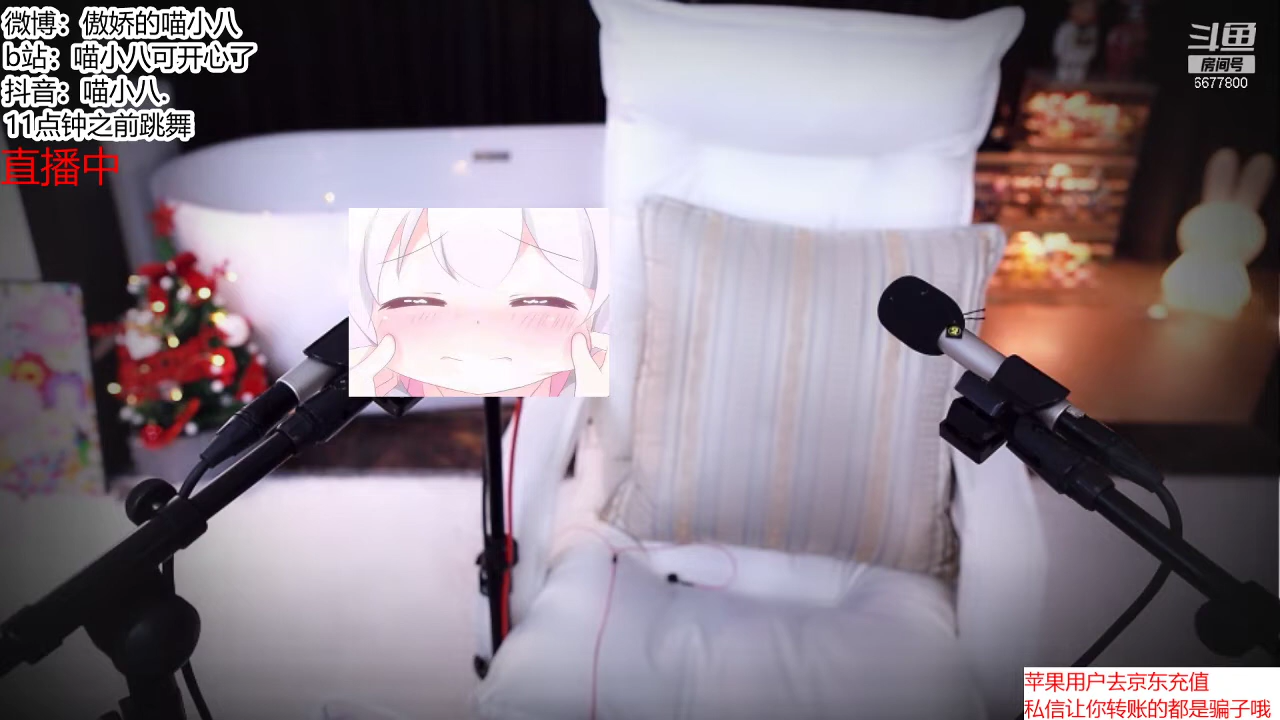 微博：傲娇的喵小八
b站：喵小八可开心了
抖音：喵小八.
11点钟之前跳舞
直播中
斗鱼
房间号
6677800
苹果用户去京东充值
私信让你转账的都是骗子哦